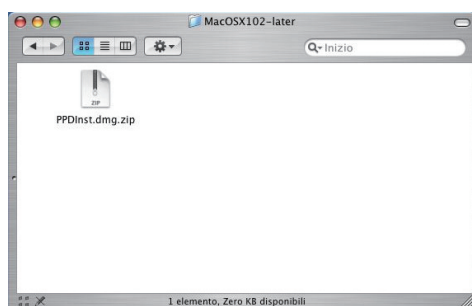 MacOSX102-later
Inizio
ZIP
PPDInst.dmg.zip
1 elemento, Zero KB disponibili